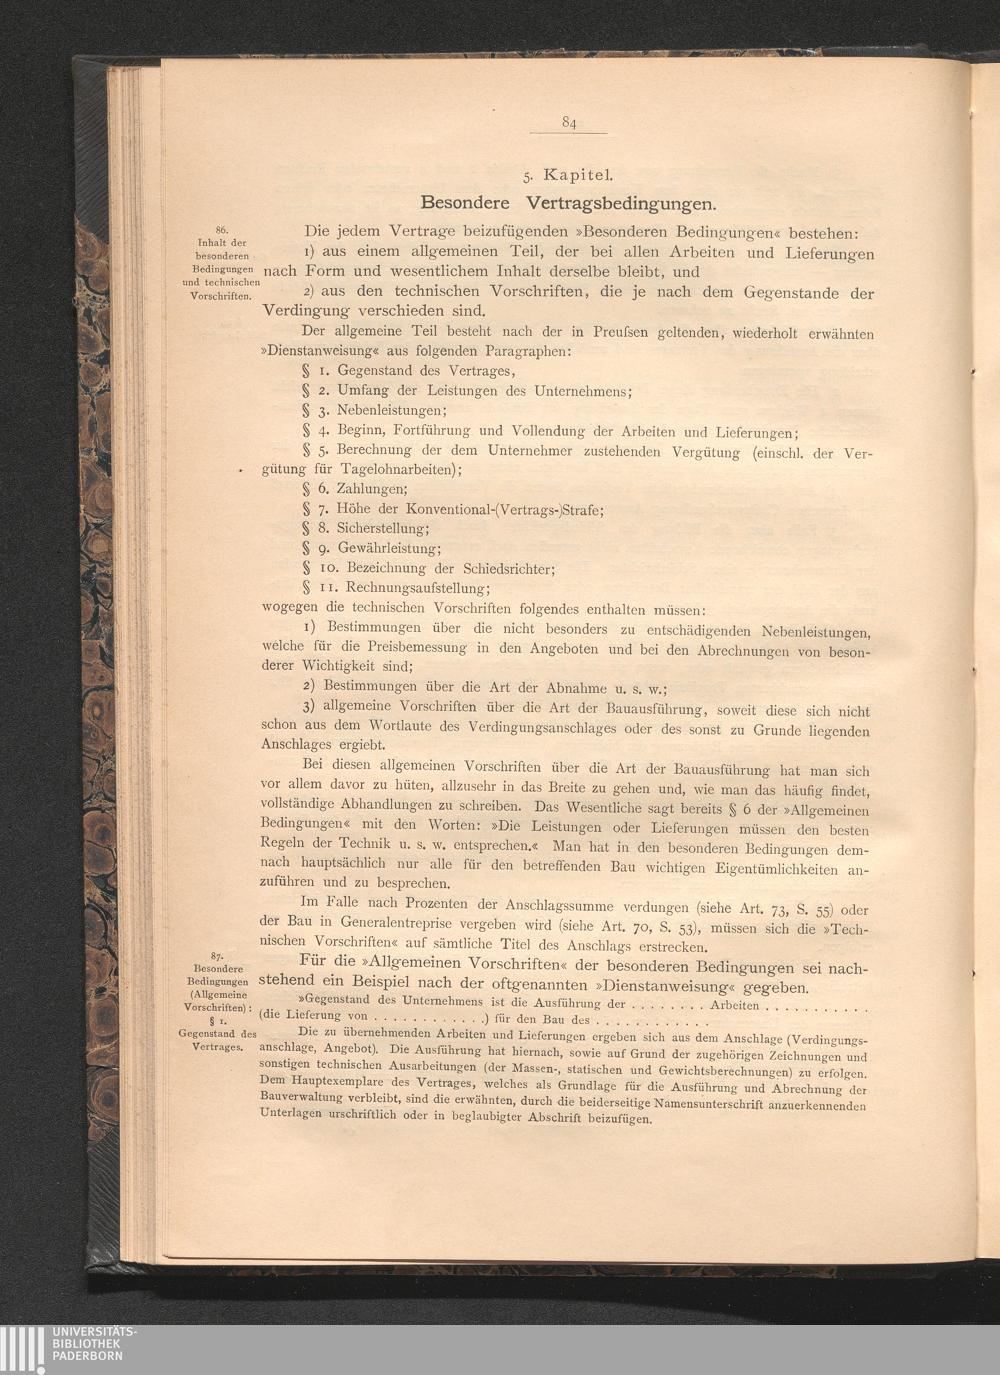 84
5. Kapitel.
Besondere Vertragsbedingungen.
86.
Inhalt der
besonderen
Bedingungen
und technischen
Vorschriften.
Die jedem Vertrage beizufügenden »Besonderen Bedingungen« bestehen:
1) aus einem allgemeinen Teil, der bei allen Arbeiten und Lieferungen
nach Form und wesentlichem Inhalt derselbe bleibt, und
2) aus den technischen Vorschriften, die je nach dem Gegenstande der
Verdingung verschieden sind.
Der allgemeine Teil besteht nach der in Preufsen geltenden, wiederholt erwähnten
»Dienstanweisung« aus folgenden Paragraphen:
§ 1. Gegenstand des Vertrages,
§ 2. Umfang der Leistungen des Unternehmens;
§ 3. Nebenleistungen;
§ 4. Beginn, Fortführung und Vollendung der Arbeiten und Lieferungen;
§ 5. Berechnung der dem Unternehmer zustehenden Vergütung (einschl. der Ver-
gütung für Tagelohnarbeiten);
§ 6. Zahlungen;
§ 7. Höhe der Konventional-(Vertrags-)Strafe;
§ 8. Sicherstellung;
§ 9. Gewährleistung;
§ 10. Bezeichnung der Schiedsrichter;
§ 11. Rechnungsaufstellung;
wogegen die technischen Vorschriften folgendes enthalten müssen:
1) Bestimmungen über die nicht besonders zu entschädigenden Nebenleistungen,
welche für die Preisbemessung in den Angeboten und bei den Abrechnungen von beson-
derer Wichtigkeit sind;
2) Bestimmungen über die Art der Abnahme u. s. w.;
3) allgemeine Vorschriften über die Art der Bauausführung, soweit diese sich nicht
schon aus dem Wortlaute des Verdingungsanschlages oder des sonst zu Grunde liegenden
Anschlages ergiebt.
Bei diesen allgemeinen Vorschriften über die Art der Bauausführung hat man sich
vor allem davor zu hüten, allzusehr in das Breite zu gehen und, wie man das häufig findet,
vollständige Abhandlungen zu schreiben. Das Wesentliche sagt bereits § 6 der »Allgemeinen
Bedingungen« mit den Worten: »Die Leistungen oder Lieferungen müssen den besten
Regeln der Technik u. s. w. entsprechen.« Man hat in den besonderen Bedingungen dem-
nach hauptsächlich nur alle für den betreffenden Bau wichtigen Eigentümlichkeiten an-
zuführen und zu besprechen.
Im Falle nach Prozenten der Anschlagssumme verdungen (siehe Art. 73, S. 55) oder
der Bau in Generalentreprise vergeben wird (siehe Art. 70, S. 53), müssen sich die »Tech-
nischen Vorschriften« auf sämtliche Titel des Anschlags erstrecken.
87.
Besondere
Bedingungen
(Allgemeine
Vorschriften):
§ 1.
Gegenstand des
Vertrages.
Für die »Allgemeinen Vorschriften« der besonderen Bedingungen sei nach-
stehend ein Beispiel nach der oftgenannten »Dienstanweisung« gegeben.
»Gegenstand des Unternehmens ist die Ausführung der . . . . . . . . Arbeiten . . . . . . . . . . .
(die Lieferung von . . . . . . . . . . . .) für den Bau des . . . . . . . . . . . .
Die zu übernehmenden Arbeiten und Lieferungen ergeben sich aus dem Anschlage (Verdingungs-
anschlage, Angebot). Die Ausführung hat hiernach, sowie auf Grund der zugehörigen Zeichnungen und
sonstigen technischen Ausarbeitungen (der Massen-, statischen und Gewichtsberechnungen) zu erfolgen.
Dem Hauptexemplare des Vertrages, welches als Grundlage für die Ausführung und Abrechnung der
Bauverwaltung verbleibt, sind die erwähnten, durch die beiderseitige Namensunterschrift anzuerkennenden
Unterlagen urschriftlich oder in beglaubigter Abschrift beizufügen.
UNIVERSITÄTS-
BIBLIOTHEK
PADERBORN